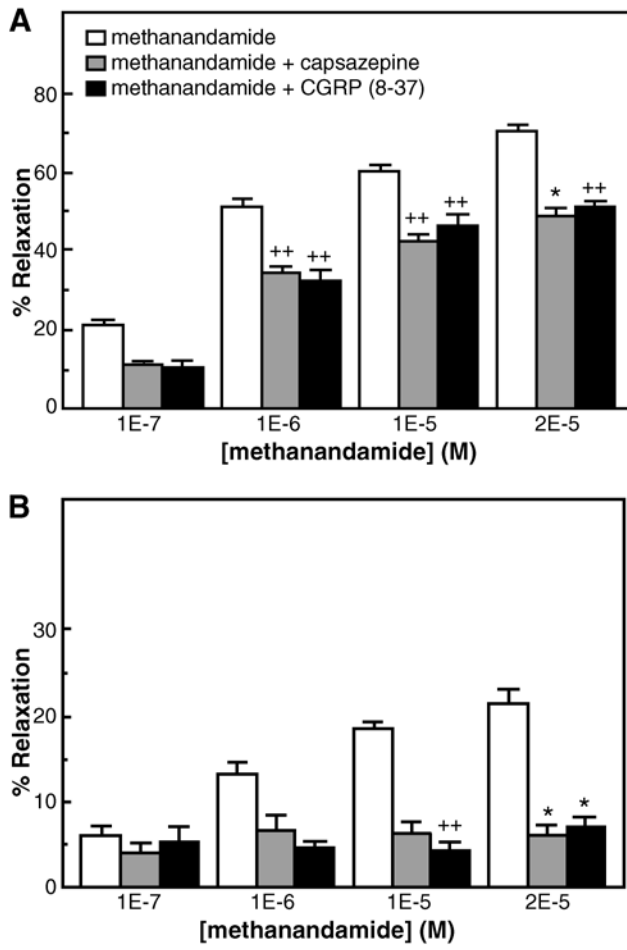 A
methanandamide
methanandamide + capsazepine
methanandamide + CGRP (8-37)
80
60
40
20
0
% Relaxation
++ ++
++ ++
* ++
1E-7 1E-6 1E-5 2E-5
[methanandamide] (M)
B
30
20
10
0
% Relaxation
++
* *
1E-7 1E-6 1E-5 2E-5
[methanandamide] (M)